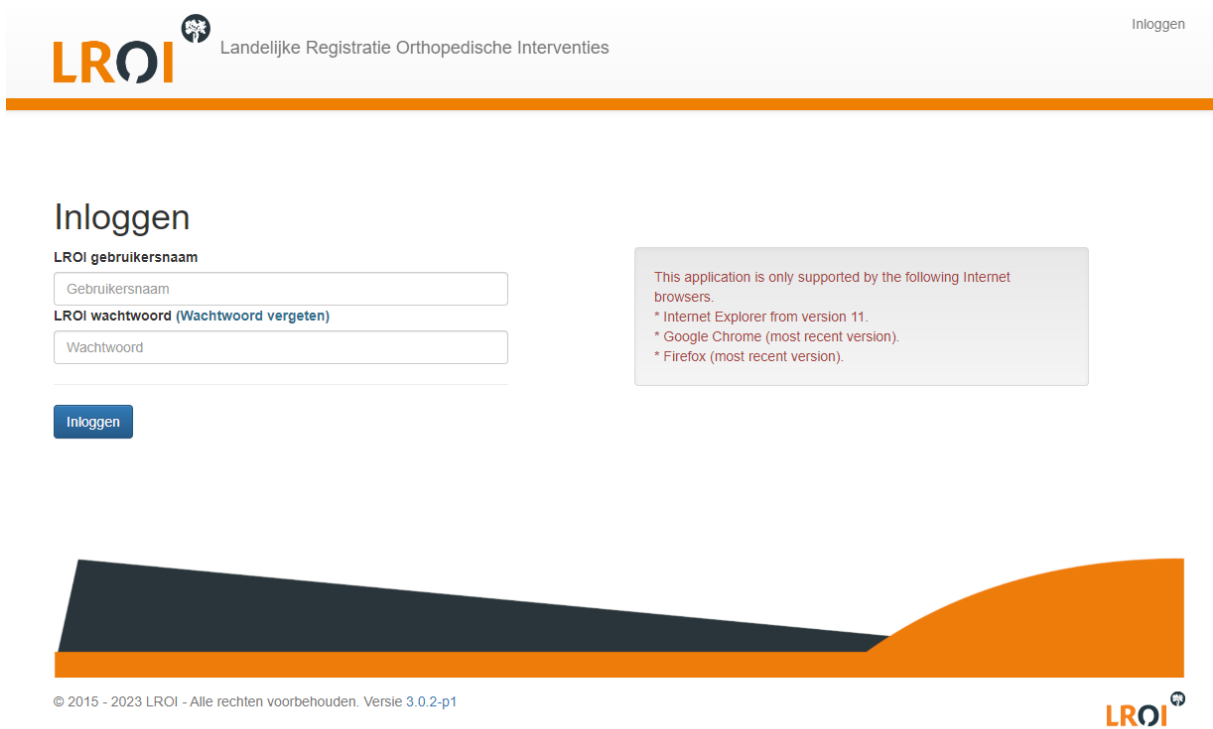 LROI
Landelijke Registratie Orthopedische Interventies
Inloggen
Inloggen
LROI gebruikersnaam
Gebruikersnaam
LROI wachtwoord (Wachtwoord vergeten)
Wachtwoord
Inloggen
This application is only supported by the following Internet
browsers.
* Internet Explorer from version 11.
* Google Chrome (most recent version).
* Firefox (most recent version).
© 2015 - 2023 LROI - Alle rechten voorbehouden. Versie 3.0.2-p1
LROI